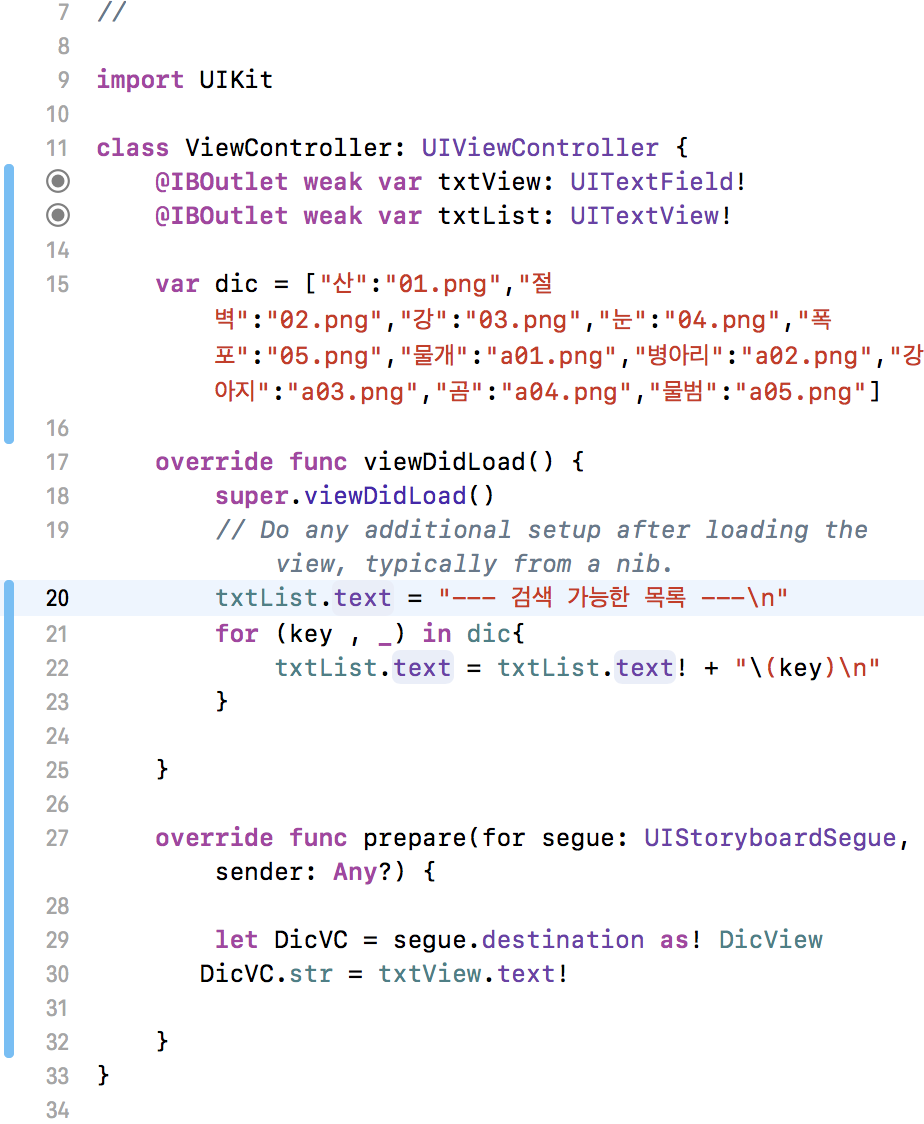 7 //
8
9 import UIKit
10
11 class ViewController: UIViewController {
@IBOutlet weak var txtView: UITextField!
@IBOutlet weak var txtList: UITextView!
14
15 var dic = ["산":"01.png","절
벽":"02.png","강":"03.png","눈":"04.png","폭
포":"05.png","물개":"a01.png","병아리":"a02.png","강
아지":"a03.png","곰":"a04.png","물범":"a05.png"]
16
17 override func viewDidLoad() {
18 super.viewDidLoad()
19 // Do any additional setup after loading the
view, typically from a nib.
20 txtList.text = "--- 검색 가능한 목록 ---\n"
21 for (key , _) in dic{
22 txtList.text = txtList.text! + "\(key)\n"
23 }
24
25 }
26
27 override func prepare(for segue: UIStoryboardSegue,
sender: Any?) {
28
29 let DicVC = segue.destination as! DicView
30 DicVC.str = txtView.text!
31
32 }
33 }
34